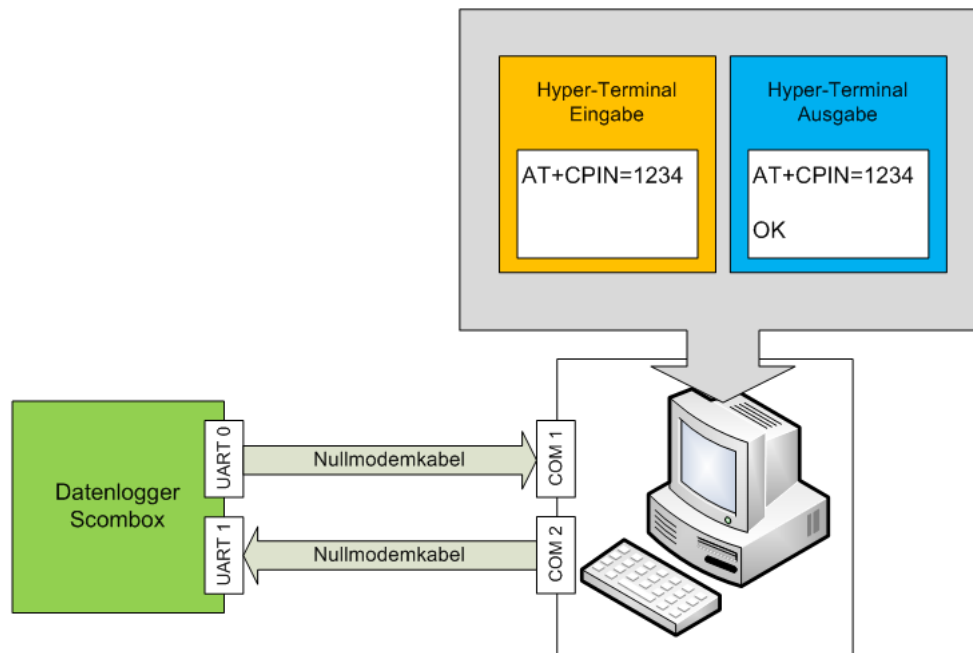 Hyper-Terminal
Eingabe
AT+CPIN=1234
Hyper-Terminal
Ausgabe
AT+CPIN=1234
OK
Datenlogger
Scombox
UART 0
Nullmodemkabel
COM 1
UART 1
Nullmodemkabel
COM 2